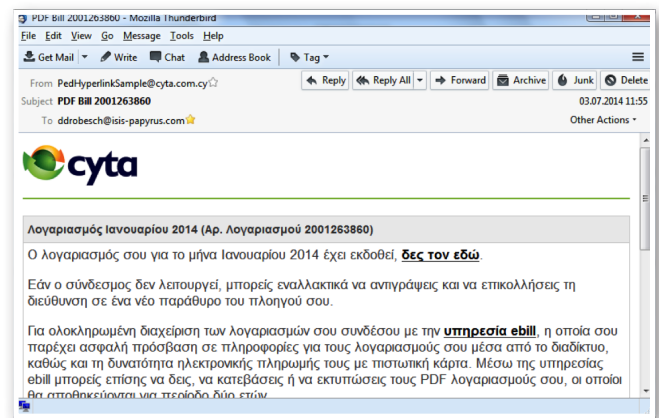 PDF Bill 2001263860 - Mozilla Thunderbird
File Edit View Go Message Tools Help
Get Mail Write Chat Address Book Tag
From PedHyperlinkSample@cyta.com.cy Reply Reply All Forward Archive Junk Delete
Subject PDF Bill 2001263860 03.07.2014 11:55
To ddrobesch@isis-papyrus.com Other Actions
cyta
Λογαριασμός Ιανουαρίου 2014 (Αρ. Λογαριασμού 2001263860)
Ο λογαριασμός σου για το μήνα Ιανουαρίου 2014 έχει εκδοθεί, δες τον εδώ.
Εάν ο σύνδεσμος δεν λειτουργεί, μπορείς εναλλακτικά να αντιγράψεις και να επικολλήσεις τη
διεύθυνση σε ένα νέο παράθυρο του πλοηγού σου.
Για ολοκληρωμένη διαχείριση των λογαριασμών σου συνδέσου με την υπηρεσία ebill, η οποία σου
παρέχει ασφαλή πρόσβαση σε πληροφορίες για τους λογαριασμούς σου μέσα από το διαδίκτυο,
καθώς και τη δυνατότητα ηλεκτρονικής πληρωμής τους με πιστωτική κάρτα. Μέσω της υπηρεσίας
ebill μπορείς επίσης να δεις, να κατεβάσεις ή να εκτυπώσεις τους PDF λογαριασμούς σου, οι οποίοι
θα αποθηκεύονται για περίοδο δύο ετών.